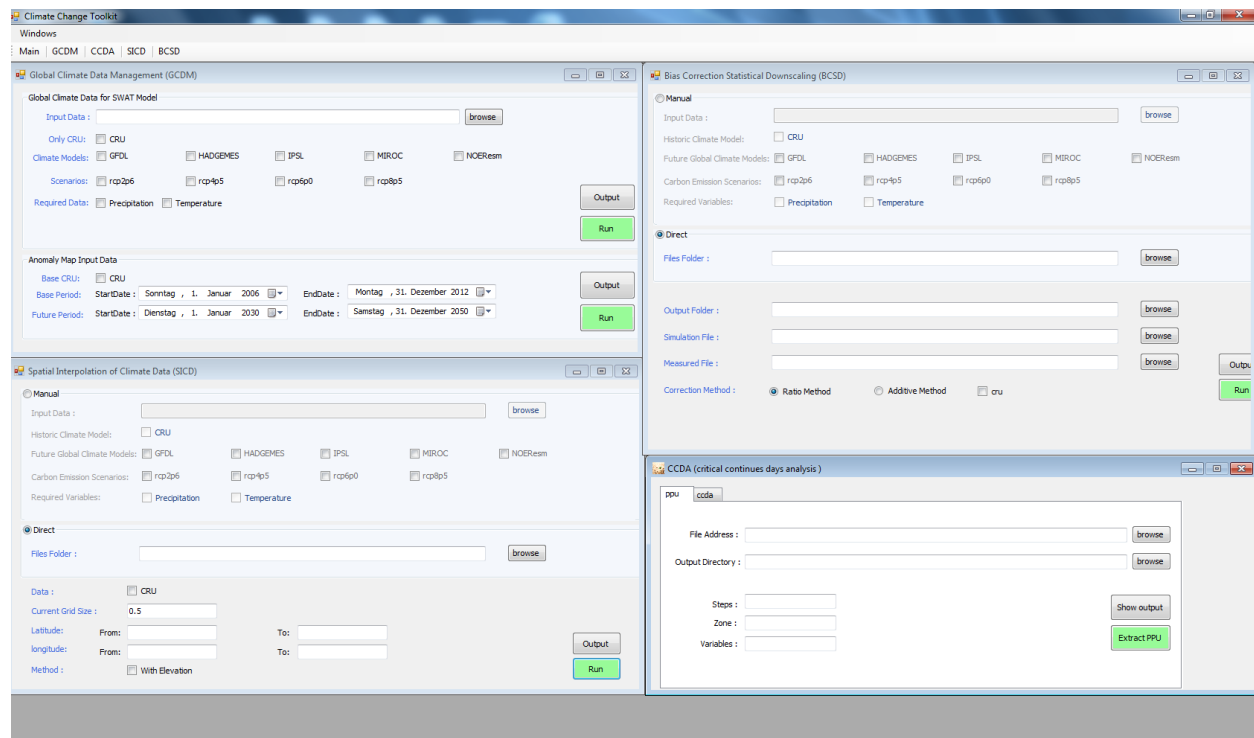 Climate Change Toolkit
Windows
Main GCDM CCDA SICD BCSD
Global Climate Data Management (GCDM)
Global Climate Data for SWAT Model
Input Data : browse
Only CRU: CRU
Climate Models: GFDL HADGEMES IPSL MIROC NOEResm
Scenarios: rcp2p6 rcp4p5 rcp6p0 rcp8p5
Required Data: Precipitation Temperature
Output
Run
Anomaly Map Input Data
Base CRU: CRU
Base Period: StartDate : Sonntag , 1. Januar 2006 EndDate : Montag , 31. Dezember 2012
Future Period: StartDate : Dienstag , 1. Januar 2030 EndDate : Samstag , 31. Dezember 2050
Output
Run
Bias Correction Statistical Downscaling (BCSD)
Manual
Input Data : browse
Historic Climate Model: CRU
Future Global Climate Models: GFDL HADGEMES IPSL MIROC NOEResm
Carbon Emission Scenarios: rcp2p6 rcp4p5 rcp6p0 rcp8p5
Required Variables: Precipitation Temperature
Direct
Files Folder : browse
Output Folder : browse
Simulation File : browse
Measured File : browse
Outpu
Correction Method : Ratio Method Additive Method cru
Run
Spatial Interpolation of Climate Data (SICD)
Manual
Input Data : browse
Historic Climate Model: CRU
Future Global Climate Models: GFDL HADGEMES IPSL MIROC NOEResm
Carbon Emission Scenarios: rcp2p6 rcp4p5 rcp6p0 rcp8p5
Required Variables: Precipitation Temperature
Direct
Files Folder : browse
Data : CRU
Current Grid Size : 0.5
Latitude: From: To:
longitude: From: To:
Method : With Elevation
Output
Run
CCDA (critical continues days analysis )
ppu ccda
File Address : browse
Output Directory : browse
Steps :
Zone :
Variables :
Show output
Extract PPU